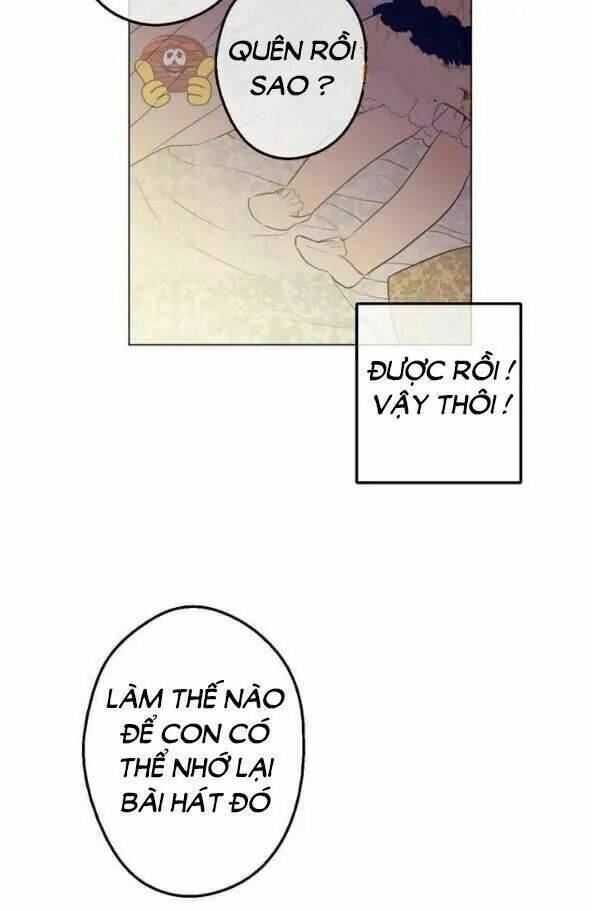 QUÊN RỒI
SAO ?
ĐƯỢC RỒI !
VẬY THÔI !
LÀM THẾ NÀO
ĐỂ CON CÓ
THỂ NHỚ LẠI
BÀI HÁT ĐÓ